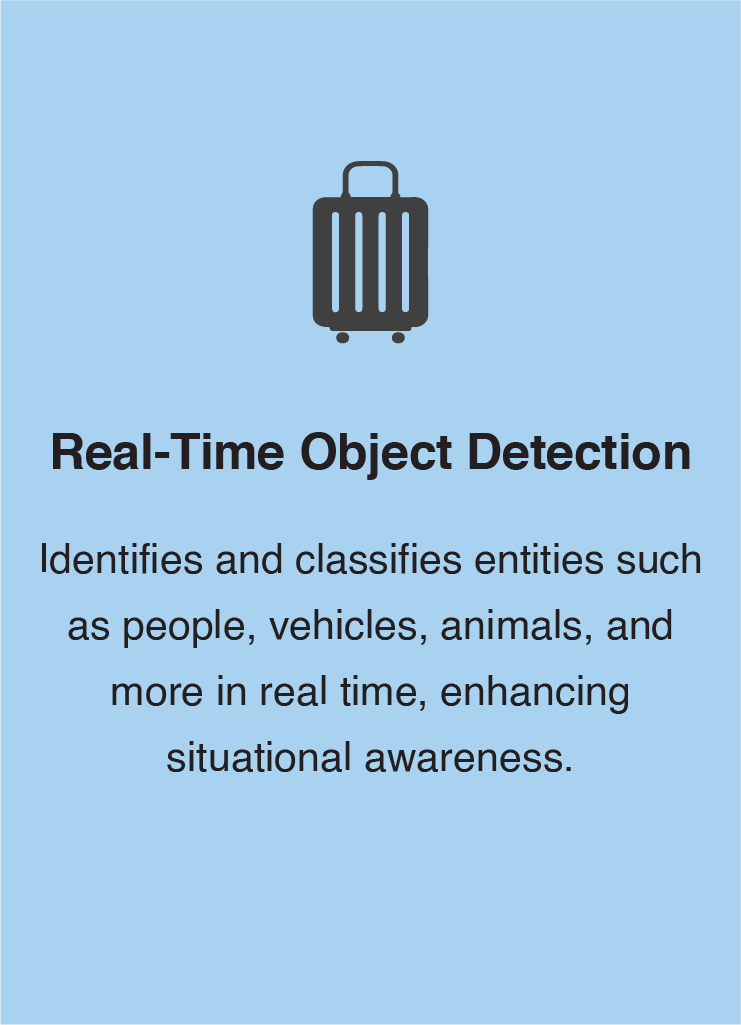 Real-Time Object Detection
Identifies and classifies entities such
as people, vehicles, animals, and
more in real time, enhancing
situational awareness.